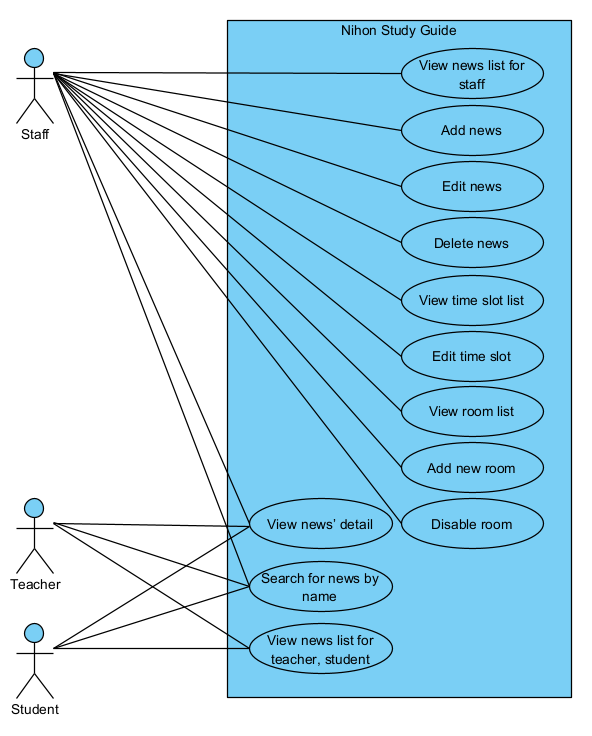 Nihon Study Guide
View news list for
staff
Staff
Add news
Edit news
Delete news
View time slot list
Edit time slot
View room list
Add new room
View news’ detail
Disable room
Teacher
Search for news by
name
View news list for
teacher, student
Student